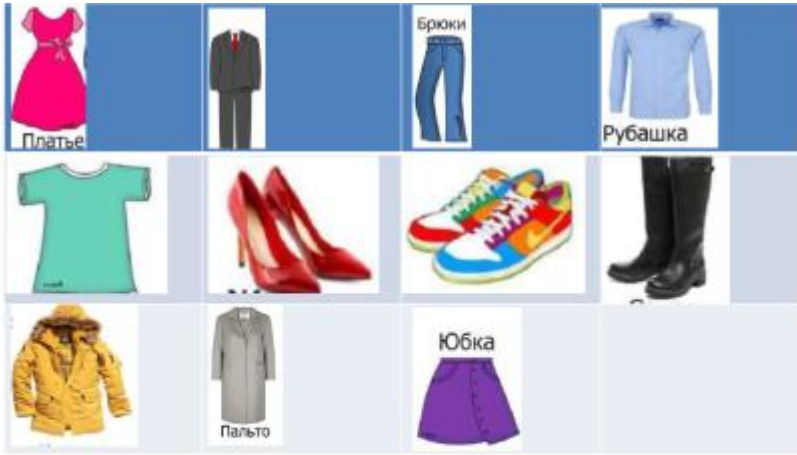 Платье
Брюки
Рубашка
Пальто
Юбка